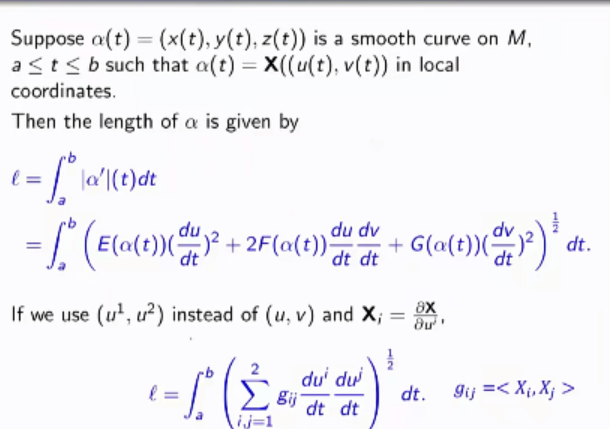 Suppose α(t) = (x(t), y(t), z(t)) is a smooth curve on M,
a ≤ t ≤ b such that α(t) = X((u(t), v(t)) in local
coordinates.
Then the length of α is given by
ℓ = ∫_a^b |α'|(t)dt
= ∫_a^b ( E(α(t))(du/dt)² + 2F(α(t)) du/dt dv/dt + G(α(t))(dv/dt)² )^{1/2} dt.
If we use (u¹, u²) instead of (u, v) and X_i = ∂X/∂uⁱ,
ℓ = ∫_a^b ( ∑_{i,j=1}^2 g_{ij} duⁱ/dt duʲ/dt )^{1/2} dt. g_{ij} =< X_i, X_j >